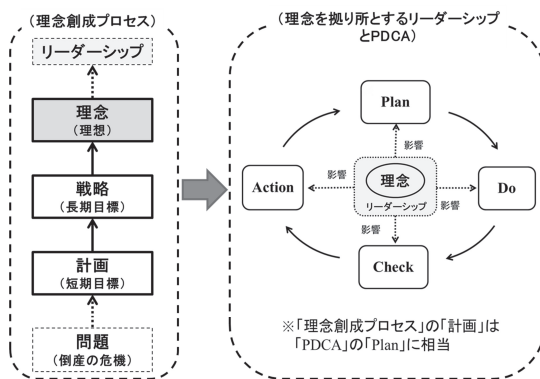 (理念創成プロセス)
リーダーシップ
理念
(理想)
戦略
(長期目標)
計画
(短期目標)
問題
(倒産の危機)
(理念を拠り所とするリーダーシップ
とPDCA)
Plan
影響
Action
影響
理念
リーダーシップ
影響
Do
影響
Check
※「理念創成プロセス」の「計画」は
「PDCA」の「Plan」に相当